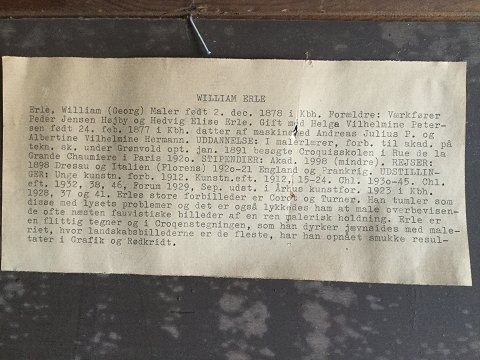 WILLIAM ERLE
Erle, William (Georg) Maler født 2. dec. 1878 i Kbh. Formldre: Værkfører
Peder Jensen Højby og Hedvig Elise Erle. Gift med Helga Vilhelmine Peter-
sen født 24. feb. 1877 i Kbh. datter af maskined Andreas Julius P. og
Albertine Vilhelmine Hermann. UDDANNELSE: I malerlærer, forb. til akad. på
tekn. sk. under Grønvold opt. jan. 1891 besøgte Croquisskolen i Rue de la
Grande Chaumiere i Paris 1920. STIPENDIER: Akad. 1998 (mindre). REJSER:
1898 Dressau og Italien (Florens) 1920-21 England og Frankrig. UDSTILLIN-
GER: Unge kunstn. forb. 1912. Kunstn.eft. 1912, 15-24. Chl. 1930-45. Chl.
eft. 1932, 38, 46, Forum 1929, Sep. udst. i Århus kunstfor. 1923 i Kbh.
1928, 37 og 41. Erles store forbilleder er Corot og Turner. Han tumler som
disse med lysets problemer og det er også lykkedes ham at male overbevisen-
de ofte næsten fauvistiske billeder af en ren malerisk holdning. Erle er
en flittig tegner og i Croqenstegningen, som han dyrker jævnsides med male-
riet, hvor landskabsbillederne er de fleste, har han opnået smukke resul-
tater i Grafik og Rødkridt.